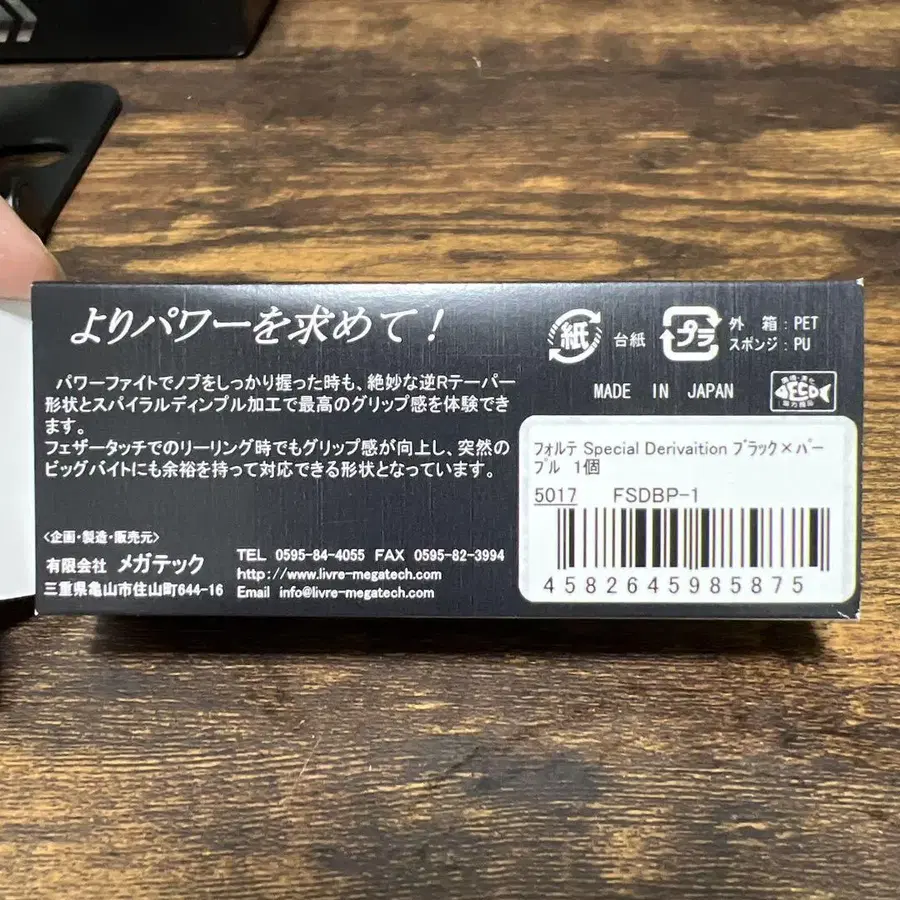 よりパワーを求めて！
パワーファイトでノブをしっかり握った時も、絶妙な逆Rテーパー
形状とスパイラルディンプル加工で最高のグリップ感を体験でき
ます。
フェザータッチでのリーリング時でもグリップ感が向上し、突然の
ビッグバイトにも余裕を持って対応できる形状となっています。
<企画・製造・販売元>
有限会社 メガテック
三重県亀山市住山町644-16
TEL 0595-84-4055 FAX 0595-82-3994
http://www.livre-megatech.com/
Email info@livre-megatech.com
紙 台紙
プラ 外 箱：PET
スポンジ：PU
MADE IN JAPAN
ECO
フォルテ Special Derivaition ブラック×パー
プル 1個
5017 FSDBP-1
4582645985875